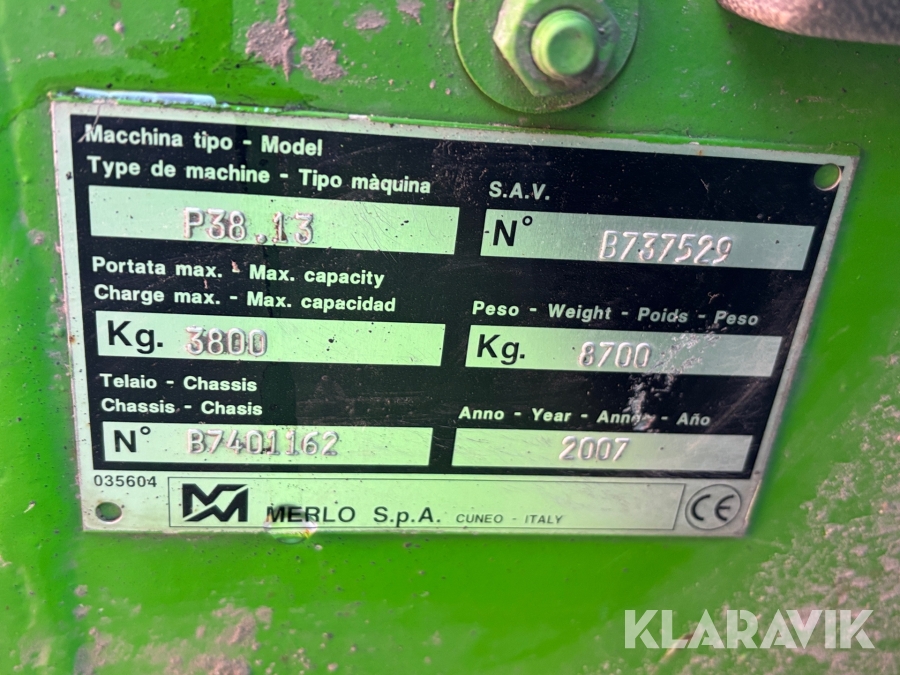 Macchina tipo - Model
Type de machine - Tipo màquina
P38.13
S.A.V.
N° B737529
Portata max. - Max. capacity
Charge max. - Max. capacidad
Kg. 3800
Peso - Weight - Poids - Peso
Kg. 8700
Telaio - Chassis
Chassis - Chasis
N° B7401162
Anno - Year - Anno - Año
2007
035604
MERLO S.p.A. CUNEO - ITALY
CE
KLARAVIK